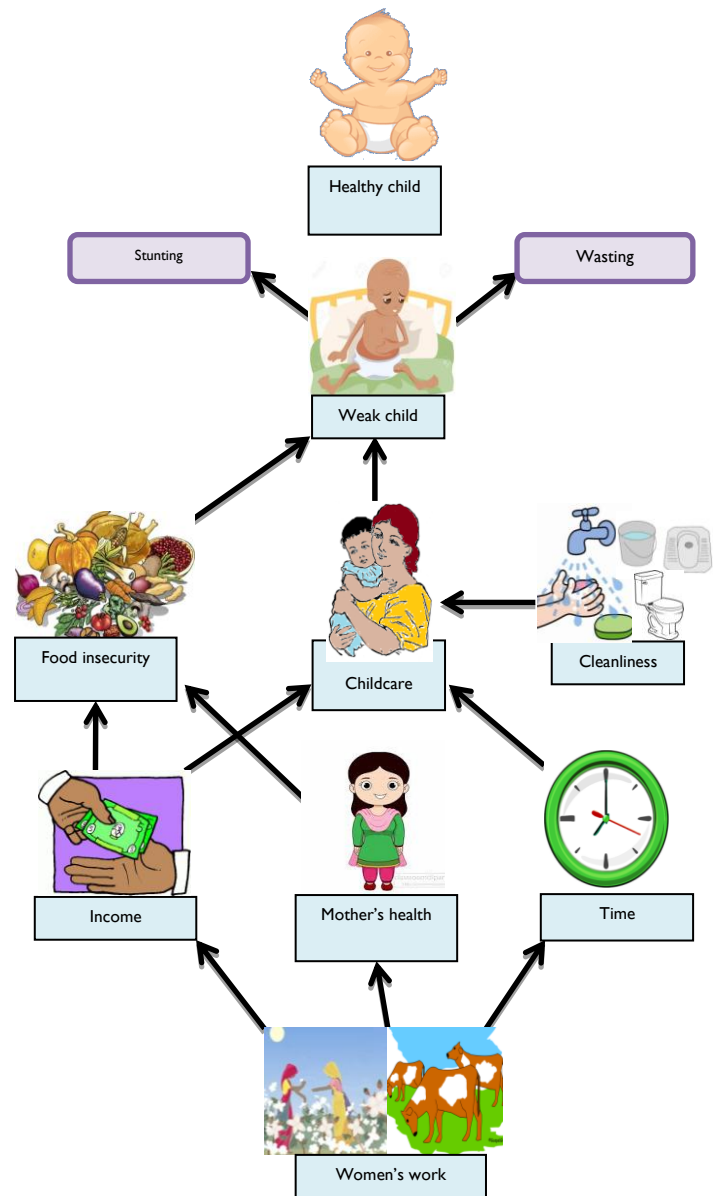 Healthy child
Stunting
Wasting
Weak child
Food insecurity
Childcare
Cleanliness
Income
Mother's health
Time
Women's work